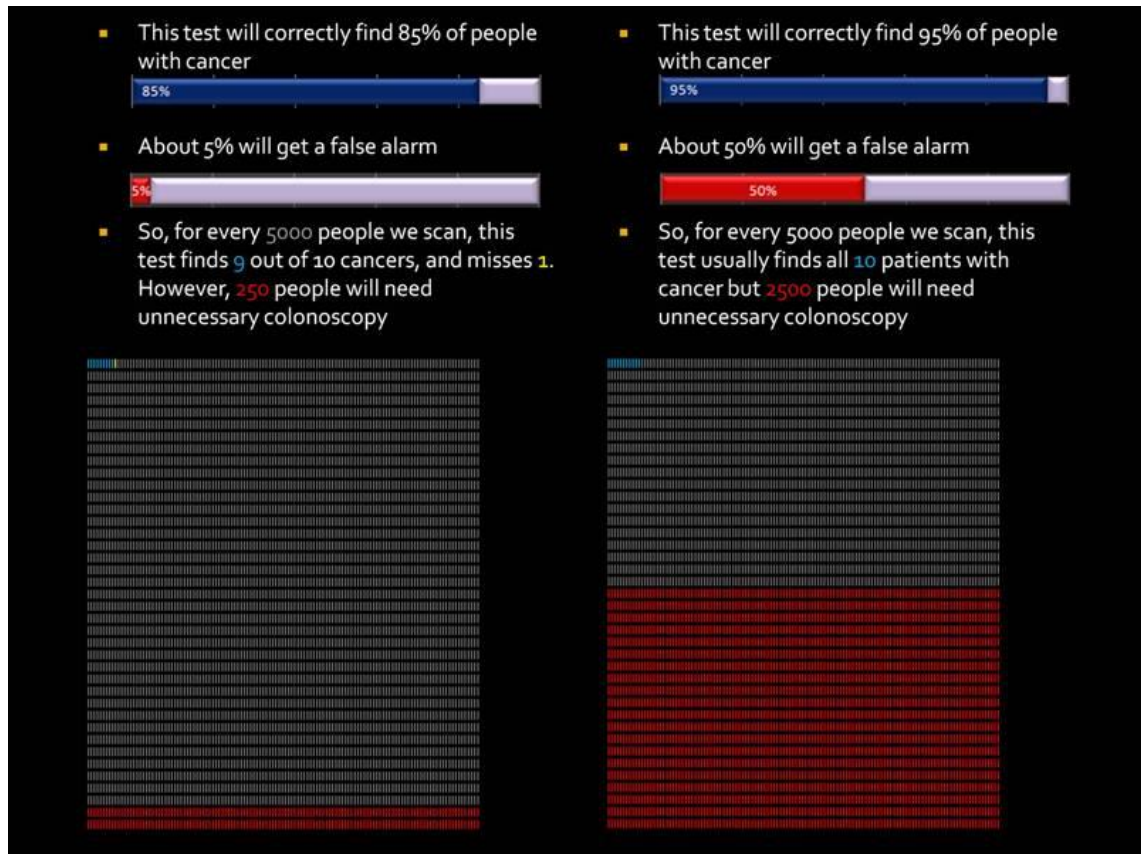 This test will correctly find 85% of people
with cancer
85%
About 5% will get a false alarm
5%
So, for every 5000 people we scan, this
test finds 9 out of 10 cancers, and misses 1.
However, 250 people will need
unnecessary colonoscopy
This test will correctly find 95% of people
with cancer
95%
About 50% will get a false alarm
50%
So, for every 5000 people we scan, this
test usually finds all 10 patients with
cancer but 2500 people will need
unnecessary colonoscopy